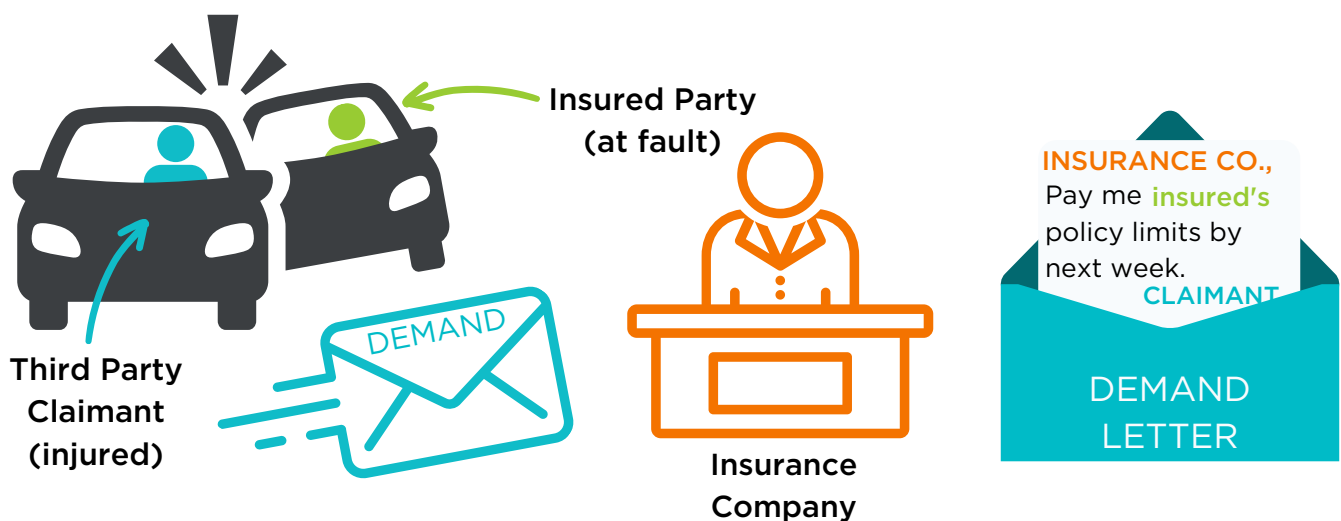 Insured Party
(at fault)
Third Party
Claimant
(injured)
DEMAND
Insurance
Company
INSURANCE CO.,
Pay me insured's
policy limits by
next week.
CLAIMANT
DEMAND
LETTER